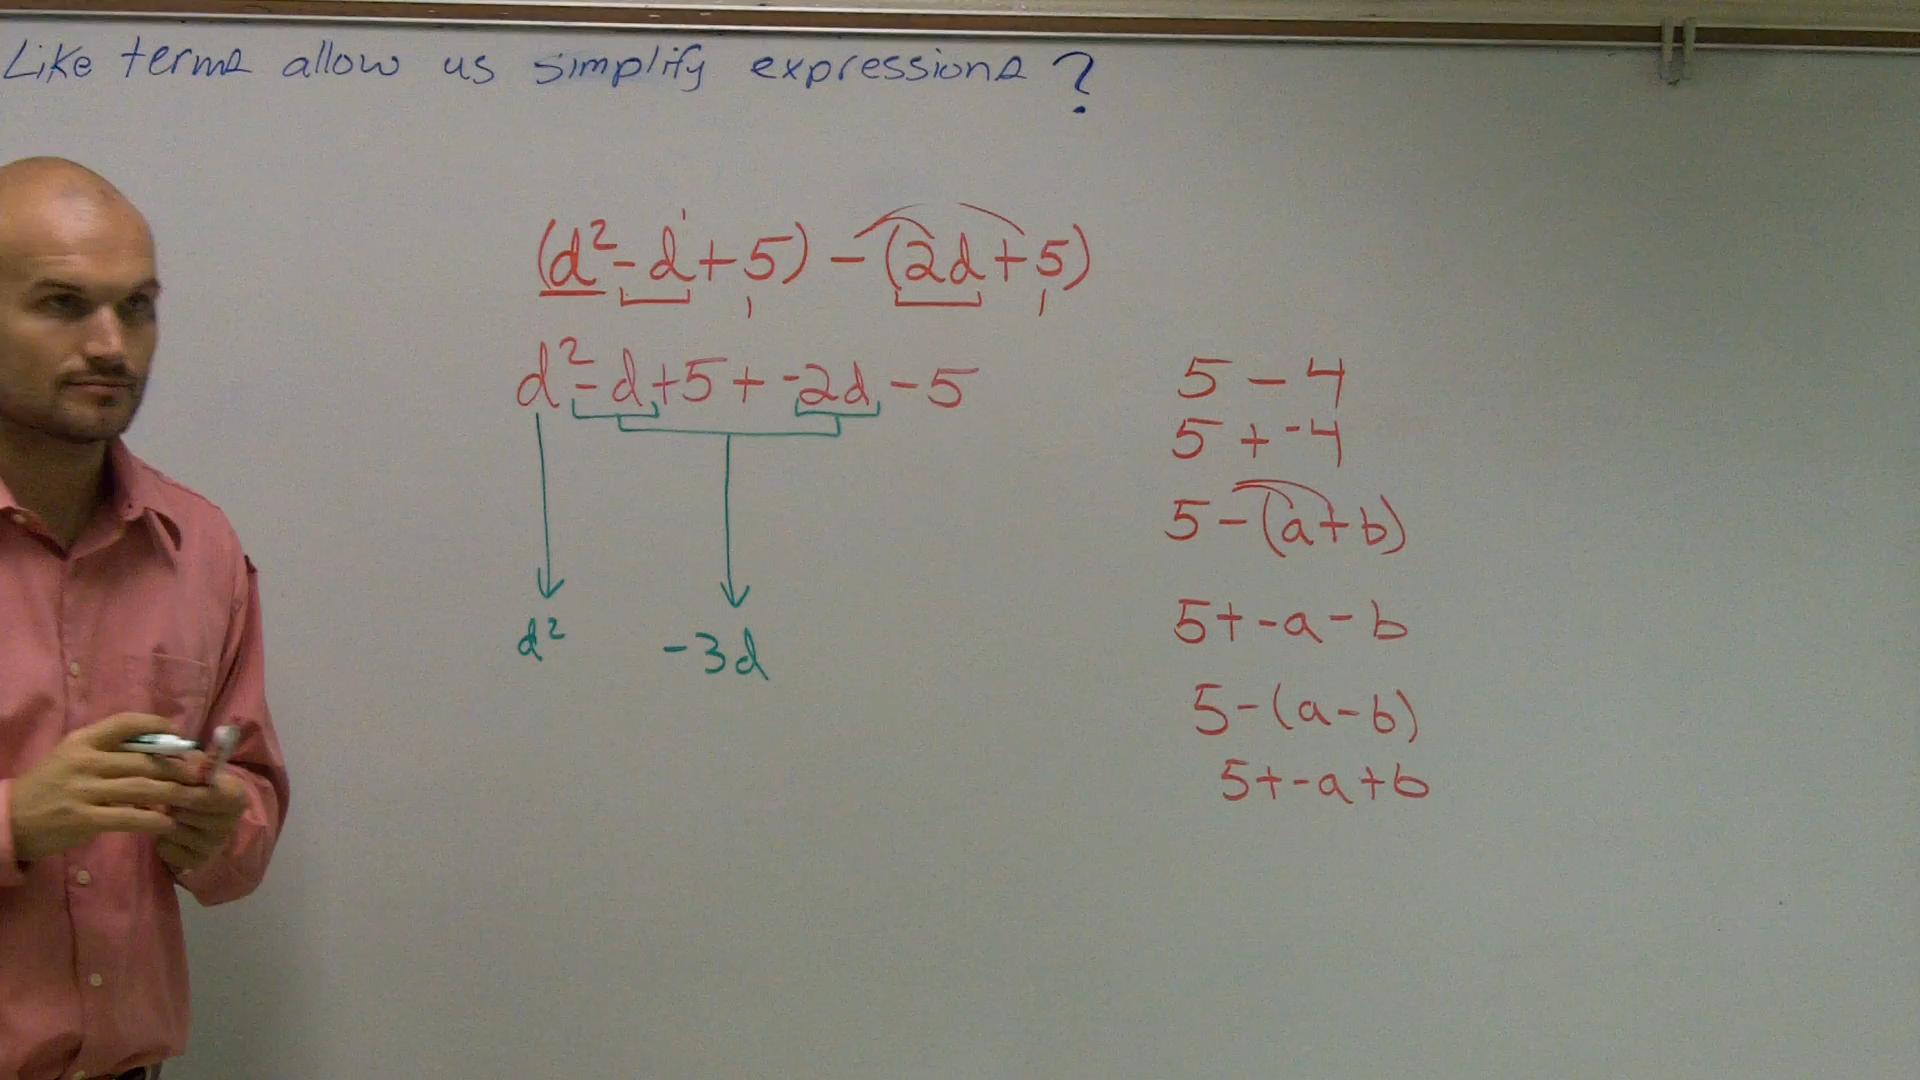 Like terms allow us simplify expressions?
(d²-d+5)-(2d+5)
d²-d+5+-2d-5
d² -3d
5-4
5+-4
5-(a+b)
5+-a-b
5-(a-b)
5+-a+b